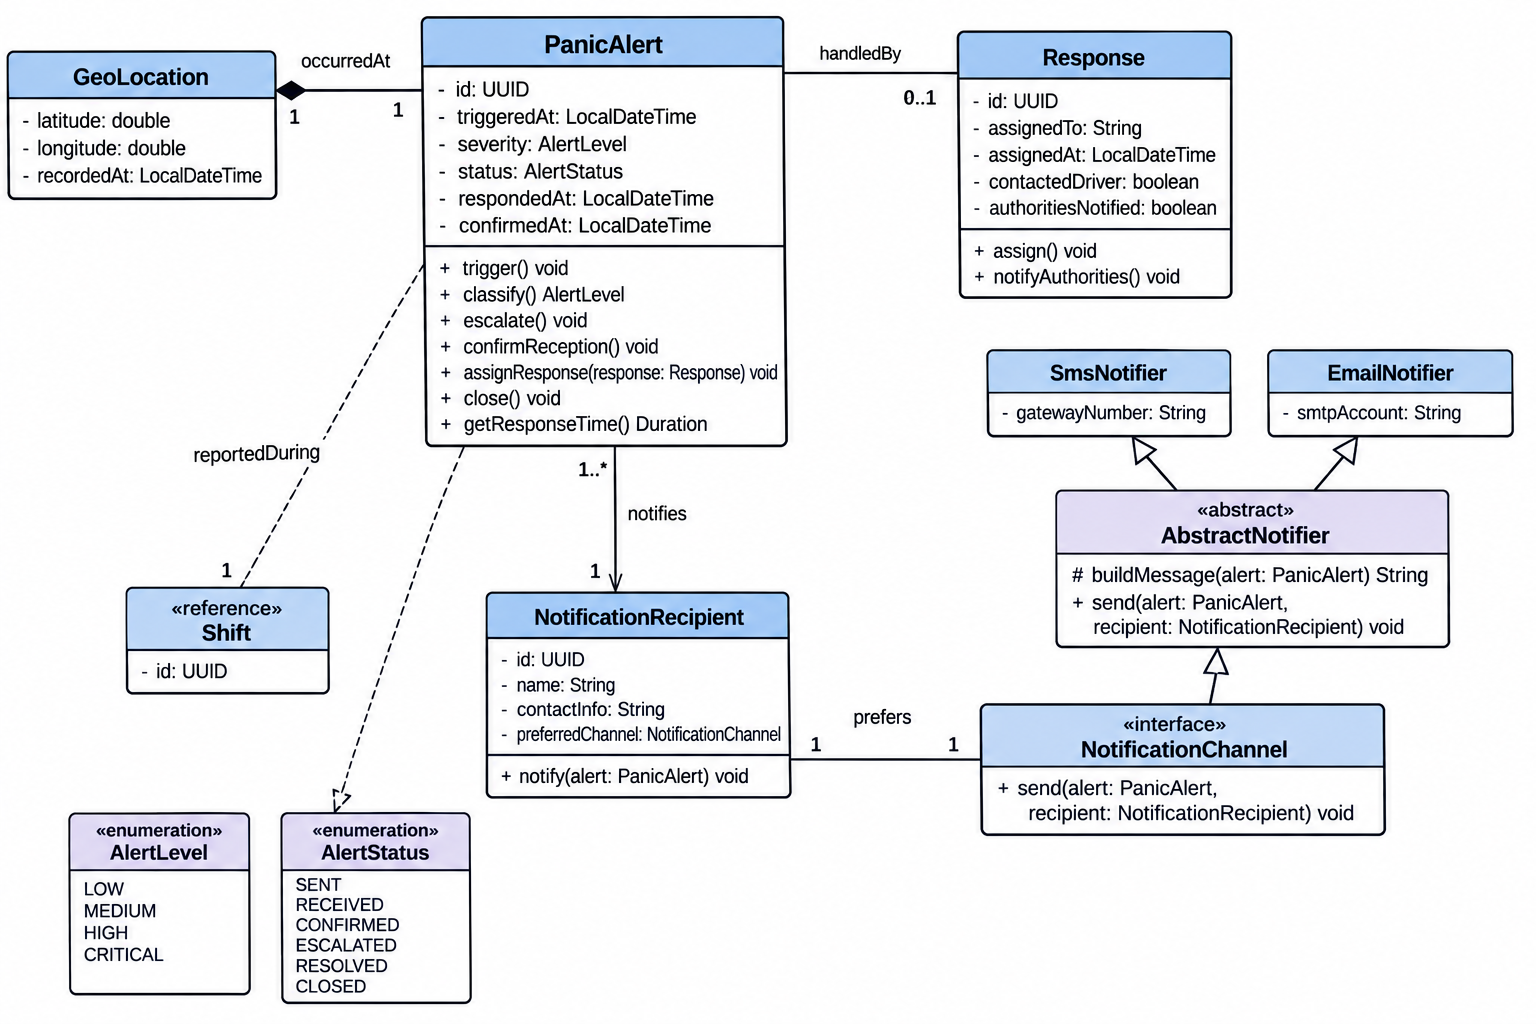 GeoLocation
- latitude: double
- longitude: double
- recordedAt: LocalDateTime
occurredAt
1
1
PanicAlert
- id: UUID
- triggeredAt: LocalDateTime
- severity: AlertLevel
- status: AlertStatus
- respondedAt: LocalDateTime
- confirmedAt: LocalDateTime
+ trigger() void
+ classify() AlertLevel
+ escalate() void
+ confirmReception() void
+ assignResponse(response: Response) void
+ close() void
+ getResponseTime() Duration
handledBy
0..1
Response
- id: UUID
- assignedTo: String
- assignedAt: LocalDateTime
- contactedDriver: boolean
- authoritiesNotified: boolean
+ assign() void
+ notifyAuthorities() void
SmsNotifier
- gatewayNumber: String
EmailNotifier
- smtpAccount: String
«abstract»
AbstractNotifier
# buildMessage(alert: PanicAlert) String
+ send(alert: PanicAlert,
recipient: NotificationRecipient) void
reportedDuring
1
1..*
notifies
1
«reference»
Shift
- id: UUID
NotificationRecipient
- id: UUID
- name: String
- contactInfo: String
- preferredChannel: NotificationChannel
+ notify(alert: PanicAlert) void
prefers
1
1
«interface»
NotificationChannel
+ send(alert: PanicAlert,
recipient: NotificationRecipient) void
«enumeration»
AlertLevel
LOW
MEDIUM
HIGH
CRITICAL
«enumeration»
AlertStatus
SENT
RECEIVED
CONFIRMED
ESCALATED
RESOLVED
CLOSED